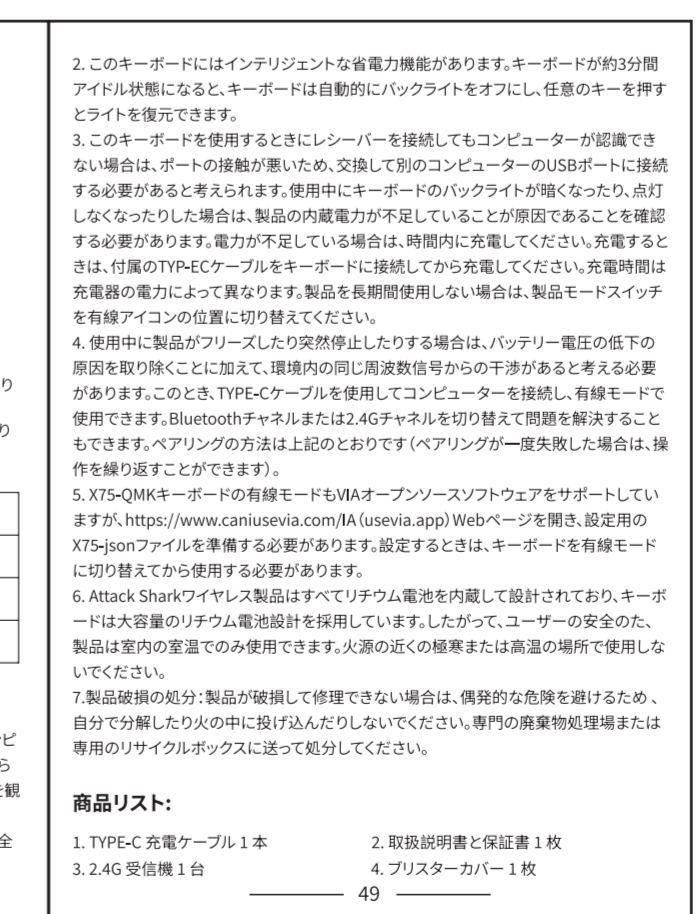 2. このキーボードにはインテリジェントな省電力機能があります。キーボードが約3分間
アイドル状態になると、キーボードは自動的にバックライトをオフにし、任意のキーを押す
とライトを復元できます。
3. このキーボードを使用するときにレシーバーを接続してもコンピューターが認識でき
ない場合は、ポートの接触が悪いため、交換して別のコンピューターのUSBポートに接続
する必要があると考えられます。使用中にキーボードのバックライトが暗くなったり、点灯
しなくなったりした場合は、製品の内蔵電力が不足していることが原因であることを確認
する必要があります。電力が不足している場合は、時間内に充電してください。充電すると
きは、付属のTYP-ECケーブルをキーボードに接続してから充電してください。充電時間は
充電器の電力によって異なります。製品を長期間使用しない場合は、製品モードスイッチ
を有線アイコンの位置に切り替えてください。
4. 使用中に製品がフリーズしたり突然停止したりする場合は、バッテリー電圧の低下の
原因を取り除くことに加えて、環境内の同じ周波数信号からの干渉があると考える必要
があります。このとき、TYPE-Cケーブルを使用してコンピューターを接続し、有線モードで
使用できます。Bluetoothチャネルまたは2.4Gチャネルを切り替えて問題を解決すること
もできます。ペアリングの方法は上記のとおりです（ペアリングが一度失敗した場合は、操
作を繰り返すことができます）。
5. X75-QMKキーボードの有線モードもVIAオープンソースソフトウェアをサポートしてい
ますが、https://www.caniusevia.com/IA（usevia.app）Webページを開き、設定用の
X75-jsonファイルを準備する必要があります。設定するときは、キーボードを有線モード
に切り替えてから使用する必要があります。
6. Attack Sharkワイヤレス製品はすべてリチウム電池を内蔵して設計されており、キーボ
ードは大容量のリチウム電池設計を採用しています。したがって、ユーザーの安全のた、
製品は室内の室温でのみ使用できます。火源の近くの極寒または高温の場所で使用しな
いでください。
7.製品破損の処分：製品が破損して修理できない場合は、偶発的な危険を避けるため 、
自分で分解したり火の中に投げ込んだりしないでください。専門の廃棄物処理場または
専用のリサイクルボックスに送って処分してください。
商品リスト:
1. TYPE-C 充電ケーブル 1 本
2. 取扱説明書と保証書 1 枚
3. 2.4G 受信機 1 台
4. ブリスターカバー 1 枚
49
り
り
ピ
ら
を観
全